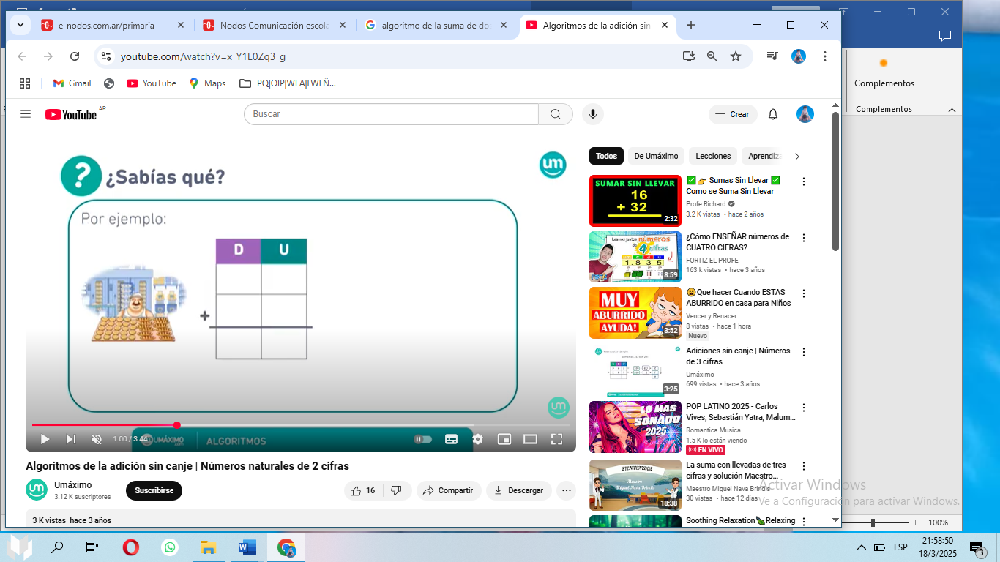 e-nodos.com.ar/primaria
Nodos Comunicación escola
algoritmo de la suma de do
Algoritmos de la adición sin
youtube.com/watch?v=x_Y1E0Zq3_g
Gmail
YouTube
Maps
PQ|OIP|WLA|LWLÑ...
Complementos
Complementos
YouTube AR
Buscar
Crear
? ¿Sabías qué?
um
Por ejemplo:
D U
+
um
1:00 / 3:44
UMÁXIMO.com
ALGORITMOS
Algoritmos de la adición sin canje | Números naturales de 2 cifras
um
Umáximo
3.12 K suscriptores
Suscribirse
16
Compartir
Descargar
3 K vistas hace 3 años
Todos
De Umáximo
Lecciones
Aprendiza
SUMAR SIN LLEVAR
16
+ 32
2:32
✅👉 Sumas Sin Llevar ✅
Como se Suma Sin Llevar
Profe Richard
3.2 K vistas • hace 2 años
Leamos juntos números
de 4 cifras
1.835
8:59
¿Cómo ENSEÑAR números de
CUATRO CIFRAS?
FORTIZ EL PROFE
163 k vistas • hace 3 años
MUY
ABURRIDO
AYUDA!
3:52
😩Que hacer Cuando ESTAS
ABURRIDO en casa para Niños
Vencer y Renacer
8 vistas • hace 1 hora
Nuevo
3:25
Adiciones sin canje | Números
de 3 cifras
Umáximo
699 vistas • hace 3 años
LO MAS
SONADO
2025
POP LATINO 2025 - Carlos
Vives, Sebastián Yatra, Malum...
Romantica Musica
1.5 K lo están viendo
EN VIVO
BIENVENIDOS
Maestro
Miguel Nava Brindis
18:38
La suma con llevadas de tres
cifras y solución Maestro...
Maestro Miguel Nava Brindis
30 vistas • hace 12 días
Soothing Relaxation🌿Relaxing
Activar Windows
Ve a Configuración para activar Windows.
100%
ESP
21:58:50
18/3/2025
3